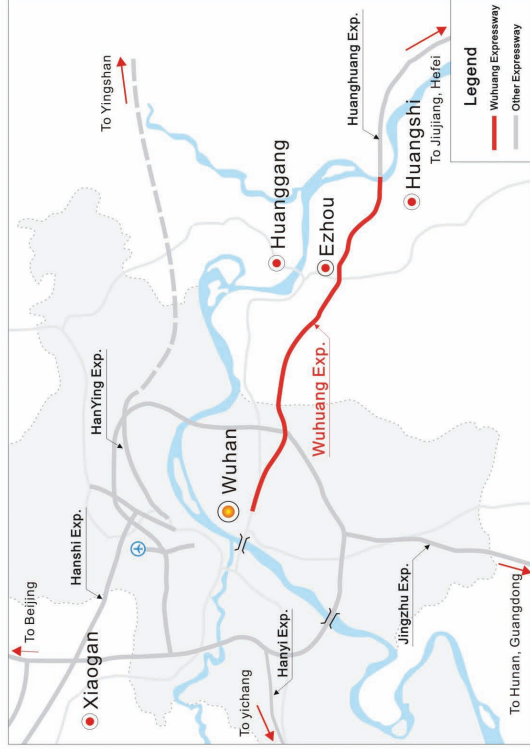 To Beijing
Xiaogan
Hanshi Exp.
HanYing Exp.
To Yingshan
Huanghuang Exp.
To yichang
Hanyi Exp.
Wuhan
Huanggang
Ezhou
Wuhuang Exp.
Huangshi
To Jiujiang, Hefei
Jingzhu Exp.
To Hunan, Guangdong
Legend
Wuhuang Expressway
Other Expressway